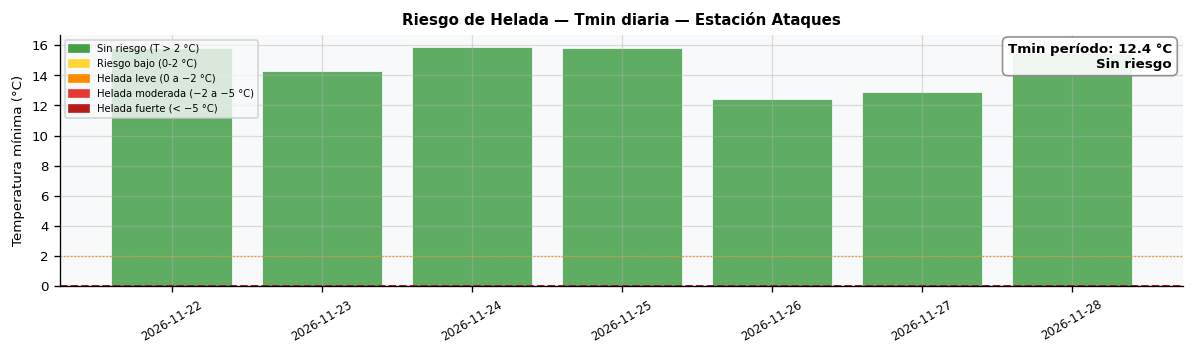 Riesgo de Helada — Tmin diaria — Estación Ataques
Temperatura mínima (°C)
16
14
12
10
8
6
4
2
0
Sin riesgo (T > 2 °C)
Riesgo bajo (0-2 °C)
Helada leve (0 a −2 °C)
Helada moderada (−2 a −5 °C)
Helada fuerte (< −5 °C)
Tmin período: 12.4 °C
Sin riesgo
2026-11-22
2026-11-23
2026-11-24
2026-11-25
2026-11-26
2026-11-27
2026-11-28